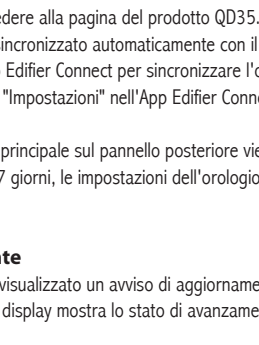 edere alla pagina del prodotto QD35.
sincronizzato automaticamente con il
Edifier Connect per sincronizzare l'o
"Impostazioni" nell'App Edifier Conne
principale sul pannello posteriore vie
7 giorni, le impostazioni dell'orologio
te
visualizzato un avviso di aggiorname
display mostra lo stato di avanzame